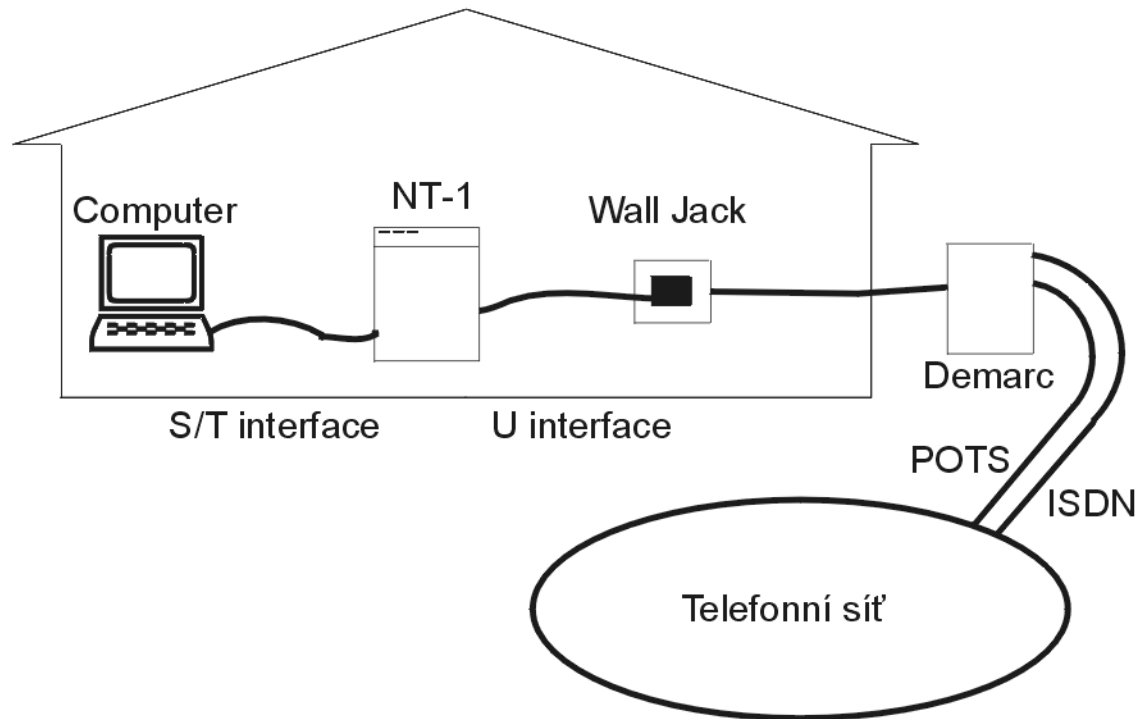 Computer
NT-1
Wall Jack
Demarc
S/T interface
U interface
POTS
ISDN
Telefonní síť